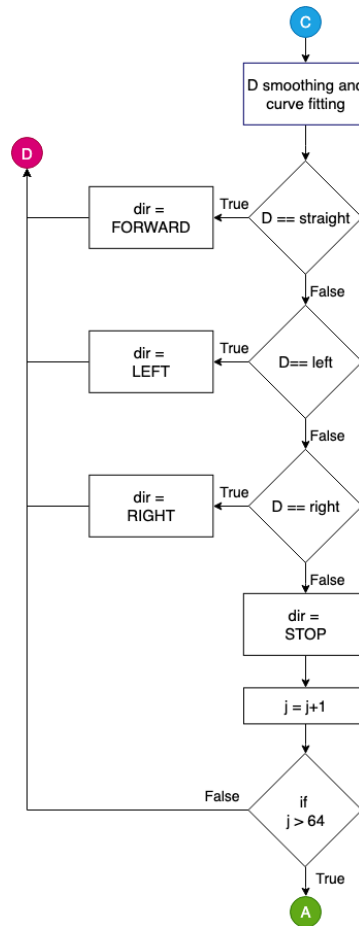 C
D smoothing and
curve fitting
D
D == straight
True
dir =
FORWARD
False
D== left
True
dir =
LEFT
False
D == right
True
dir =
RIGHT
False
dir =
STOP
j = j+1
if
j > 64
False
True
A